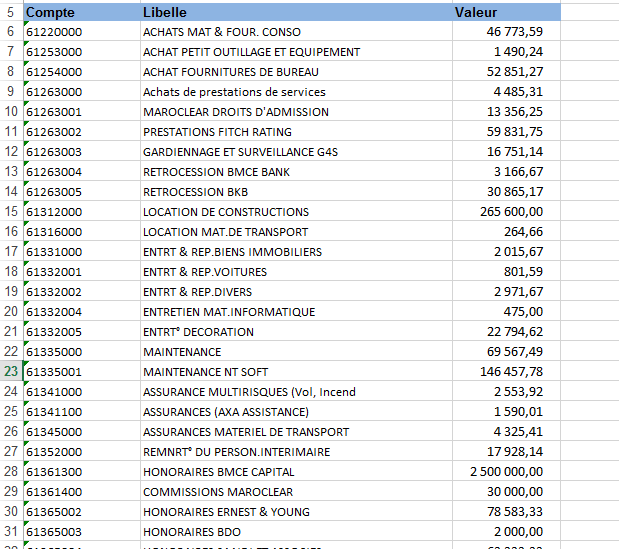 5 Compte Libelle Valeur
6 61220000 ACHATS MAT & FOUR. CONSO 46 773,59
7 61253000 ACHAT PETIT OUTILLAGE ET EQUIPEMENT 1 490,24
8 61254000 ACHAT FOURNITURES DE BUREAU 52 851,27
9 61263000 Achats de prestations de services 4 485,31
10 61263001 MAROCLEAR DROITS D'ADMISSION 13 356,25
11 61263002 PRESTATIONS FITCH RATING 59 831,75
12 61263003 GARDIENNAGE ET SURVEILLANCE G4S 16 751,14
13 61263004 RETROCESSION BMCE BANK 3 166,67
14 61263005 RETROCESSION BKB 30 865,17
15 61312000 LOCATION DE CONSTRUCTIONS 265 600,00
16 61316000 LOCATION MAT.DE TRANSPORT 264,66
17 61331000 ENTRT & REP.BIENS IMMOBILIERS 2 015,67
18 61332001 ENTRT & REP.VOITURES 801,59
19 61332002 ENTRT & REP.DIVERS 2 971,67
20 61332004 ENTRETIEN MAT.INFORMATIQUE 475,00
21 61332005 ENTRT° DECORATION 22 794,62
22 61335000 MAINTENANCE 69 567,49
23 61335001 MAINTENANCE NT SOFT 146 457,78
24 61341000 ASSURANCE MULTIRISQUES (Vol, Incend 2 553,92
25 61341100 ASSURANCES (AXA ASSISTANCE) 1 590,01
26 61345000 ASSURANCES MATERIEL DE TRANSPORT 4 325,41
27 61352000 REMNRT° DU PERSON.INTERIMAIRE 17 928,14
28 61361300 HONORAIRES BMCE CAPITAL 2 500 000,00
29 61361400 COMMISSIONS MAROCLEAR 30 000,00
30 61365002 HONORAIRES ERNEST & YOUNG 78 583,33
31 61365003 HONORAIRES BDO 2 000,00